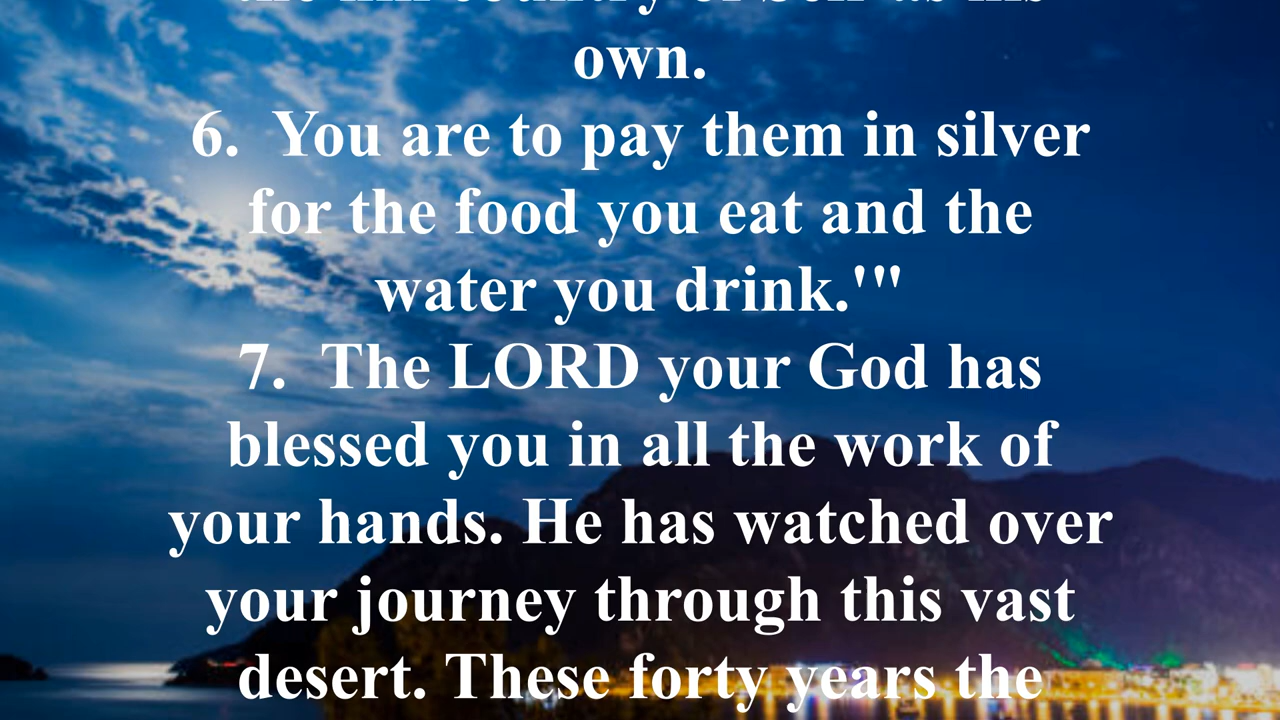 own.
6. You are to pay them in silver
for the food you eat and the
water you drink.'"
7. The LORD your God has
blessed you in all the work of
your hands. He has watched over
your journey through this vast
desert. These forty years the